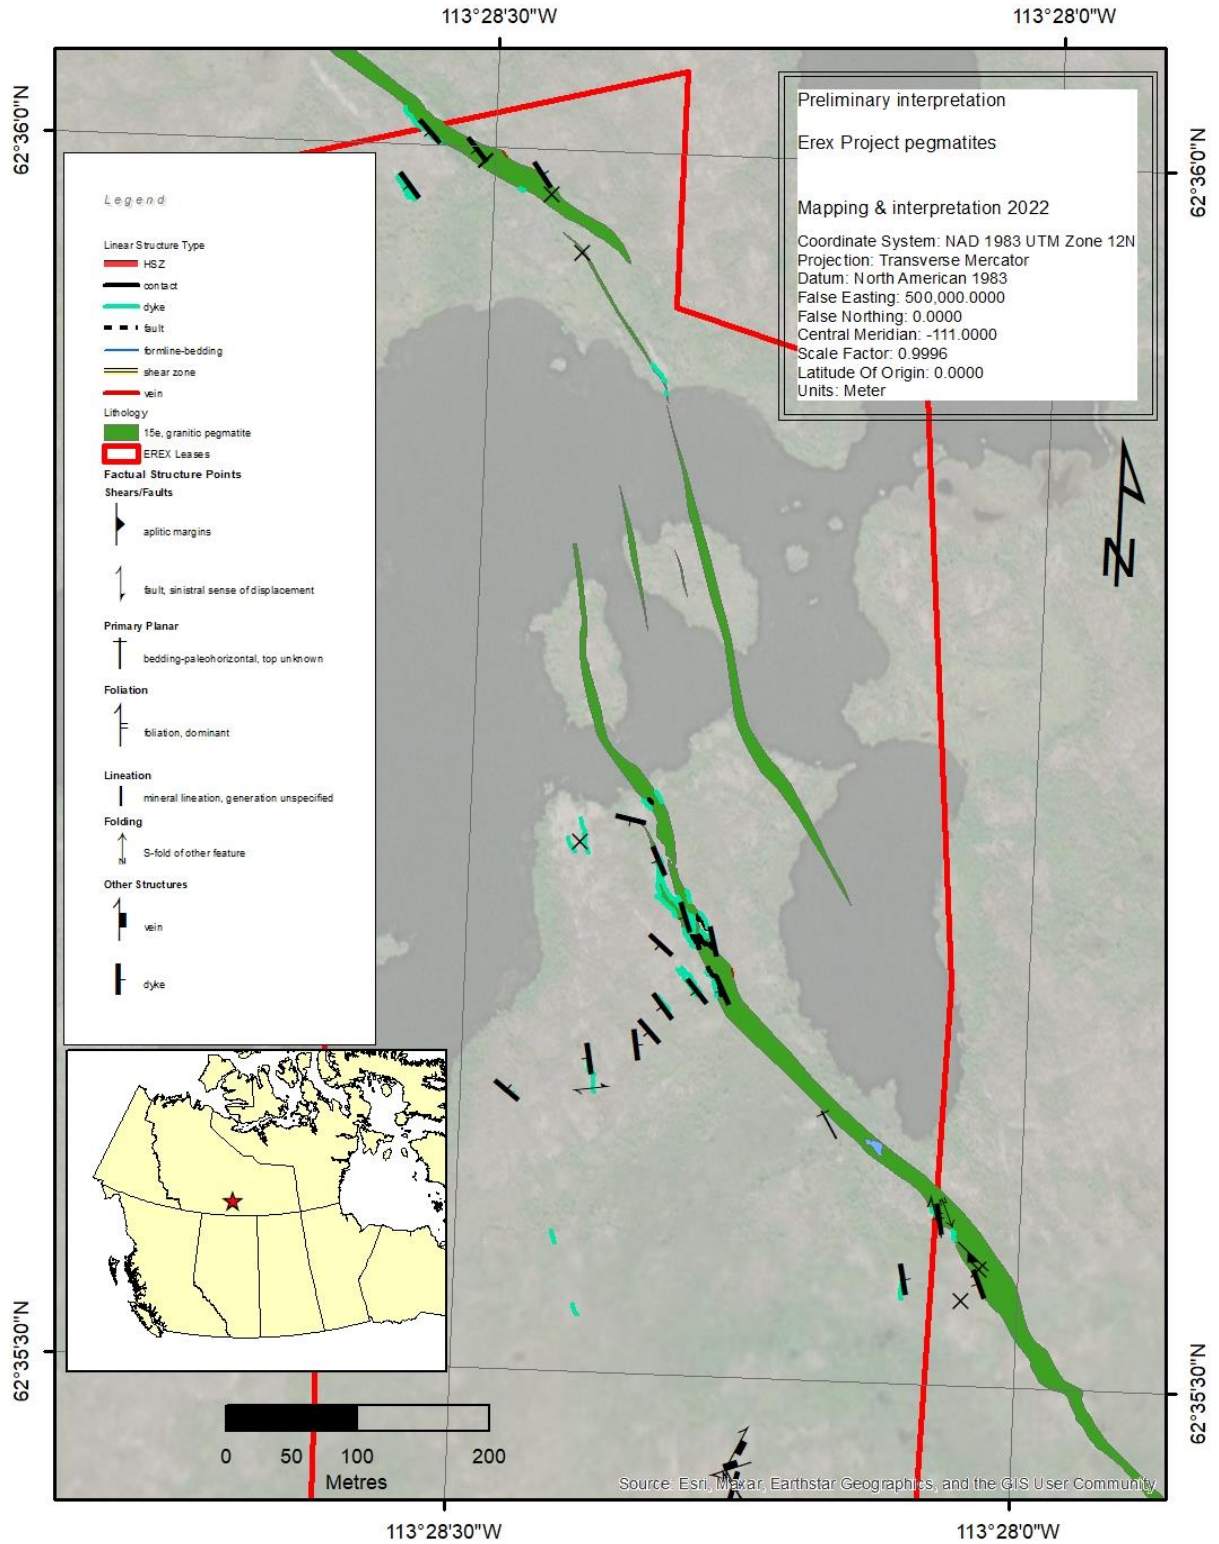 113°28'30"W
113°28'0"W
62°36'0"N
62°36'0"N
Preliminary interpretation
Erex Project pegmatites
Mapping & interpretation 2022
Coordinate System: NAD 1983 UTM Zone 12N
Projection: Transverse Mercator
Datum: North American 1983
False Easting: 500,000.0000
False Northing: 0.0000
Central Meridian: -111.0000
Scale Factor: 0.9996
Latitude Of Origin: 0.0000
Units: Meter
Legend
Linear Structure Type
HSZ
contact
dyke
fault
formline-bedding
shear zone
vein
Lithology
15e, granitic pegmatite
EREX Leases
Factual Structure Points
Shears/Faults
aplitic margins
fault, sinistral sense of displacement
Primary Planar
bedding-paleohorizontal, top unknown
Foliation
foliation, dominant
Lineation
mineral lineation, generation unspecified
Folding
N
S-fold of other feature
Other Structures
vein
dyke
N
62°35'30"N
62°35'30"N
0 50 100 200
Metres
Source: Esri, Maxar, Earthstar Geographics, and the GIS User Community
113°28'30"W
113°28'0"W